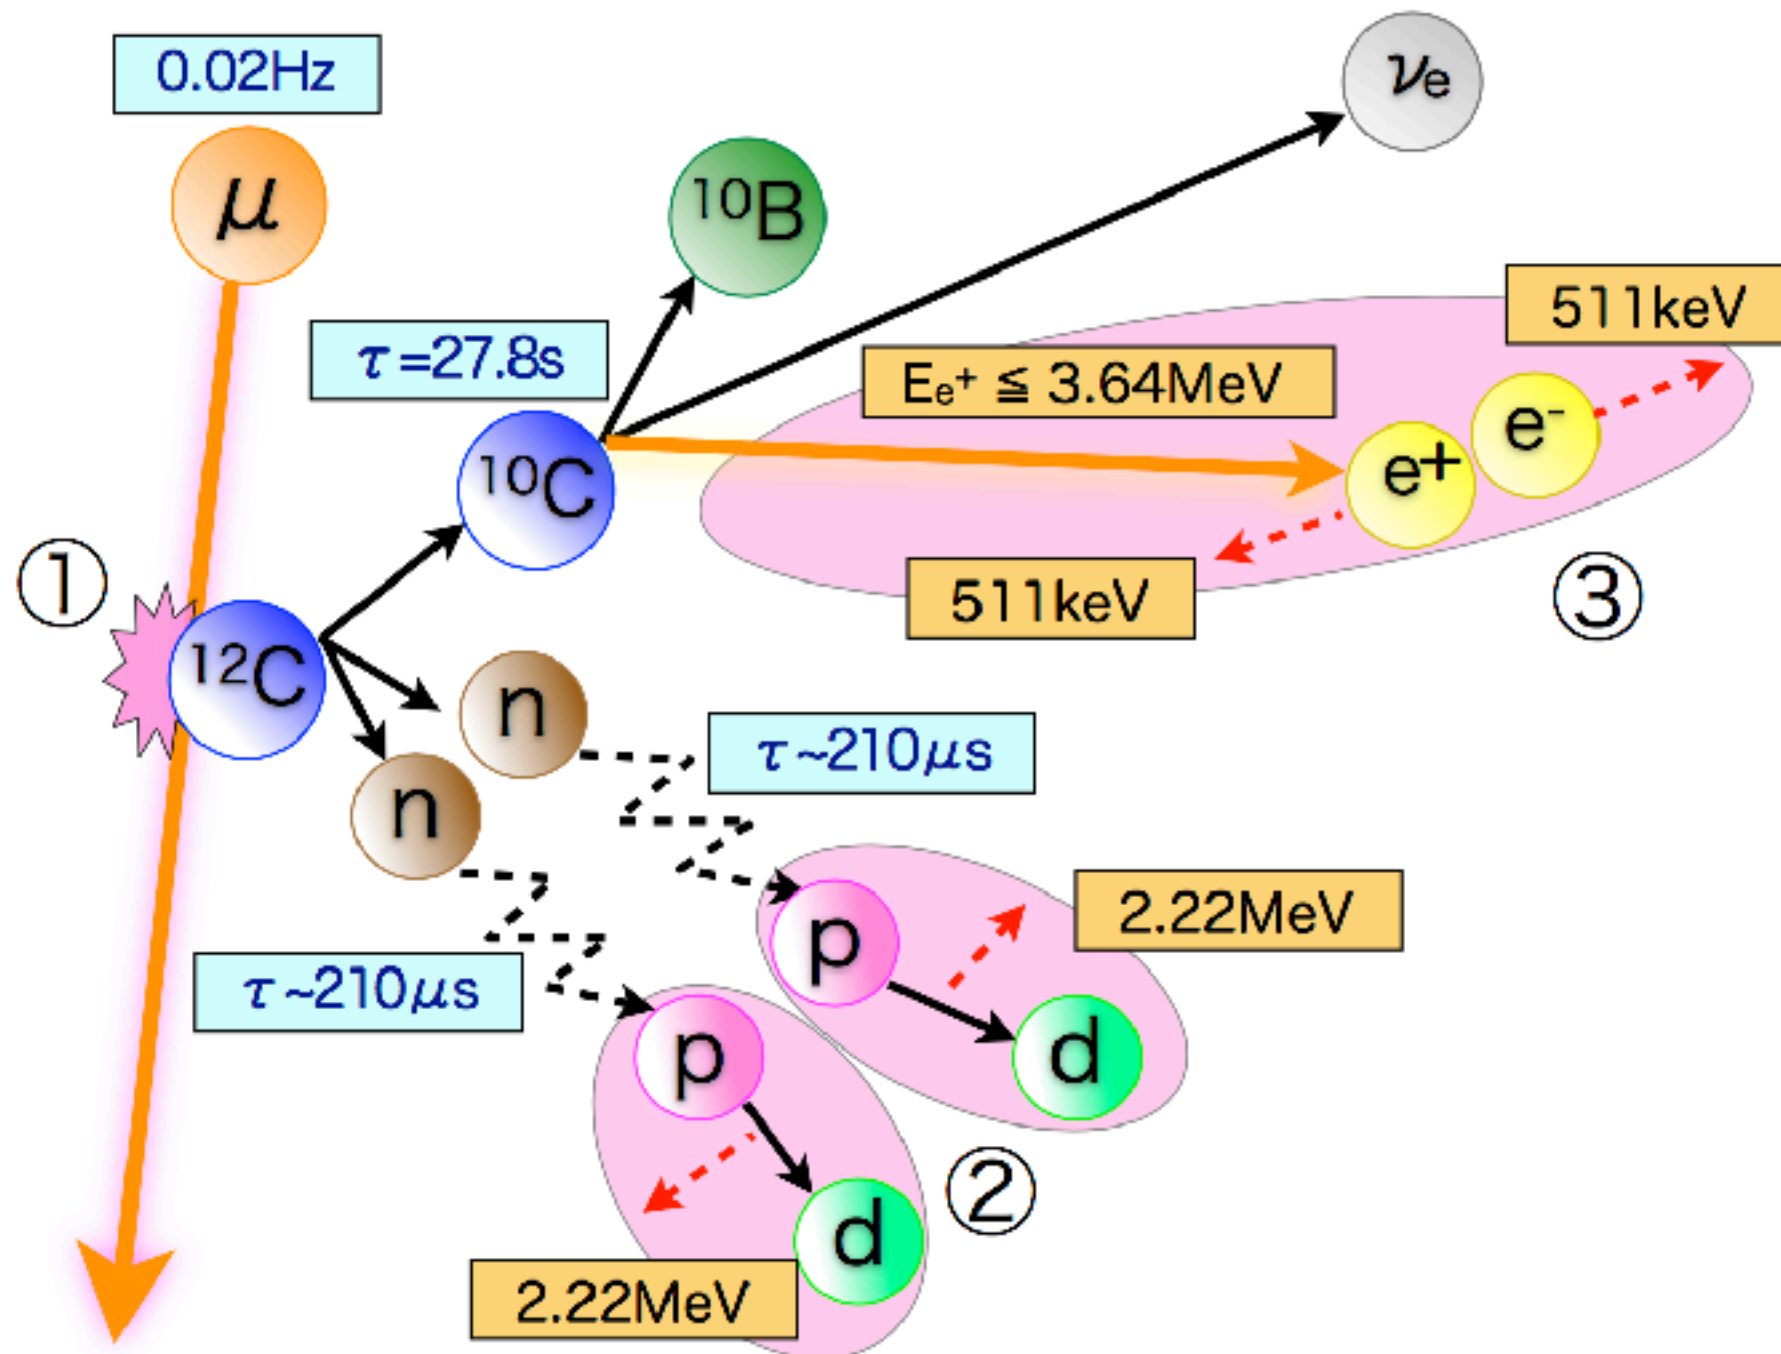 0.02Hz
μ
νe
¹⁰B
511keV
τ=27.8s
Ee⁺ ≦ 3.64MeV
e⁻
e⁺
¹⁰C
①
511keV
③
¹²C
n
τ~210μs
n
2.22MeV
p
τ~210μs
p
d
②
d
2.22MeV